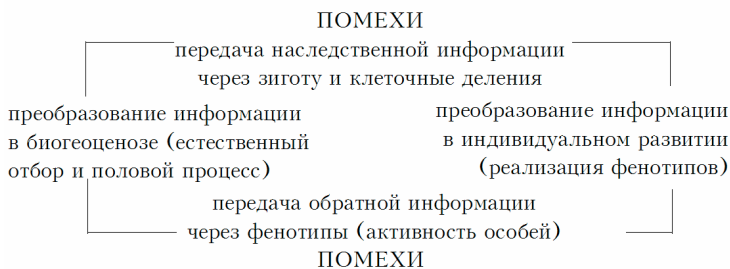 ПОМЕХИ
передача наследственной информации
через зиготу и клеточные деления
преобразование информации
в биогеоценозе (естественный
отбор и половой процесс)
преобразование информации
в индивидуальном развитии
(реализация фенотипов)
передача обратной информации
через фенотипы (активность особей)
ПОМЕХИ